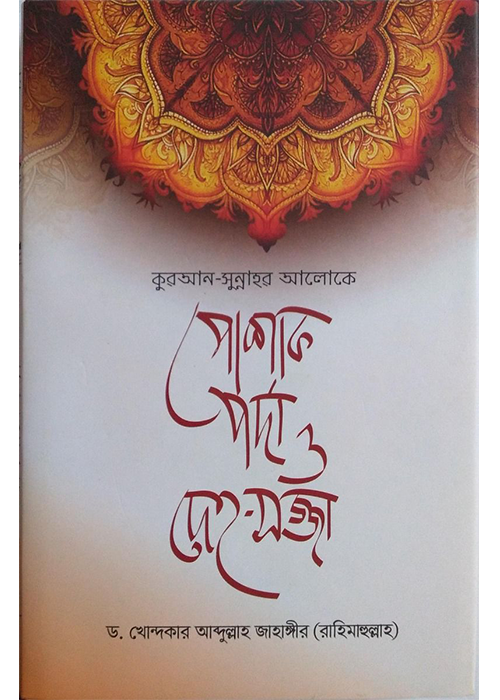 কুরআন-সুন্নাহর আলোকে
পোশাক
পর্দা ও
দেহ-সজ্জা
ড. খোন্দকার আব্দুল্লাহ জাহাঙ্গীর (রাহিমাহুল্লাহ)